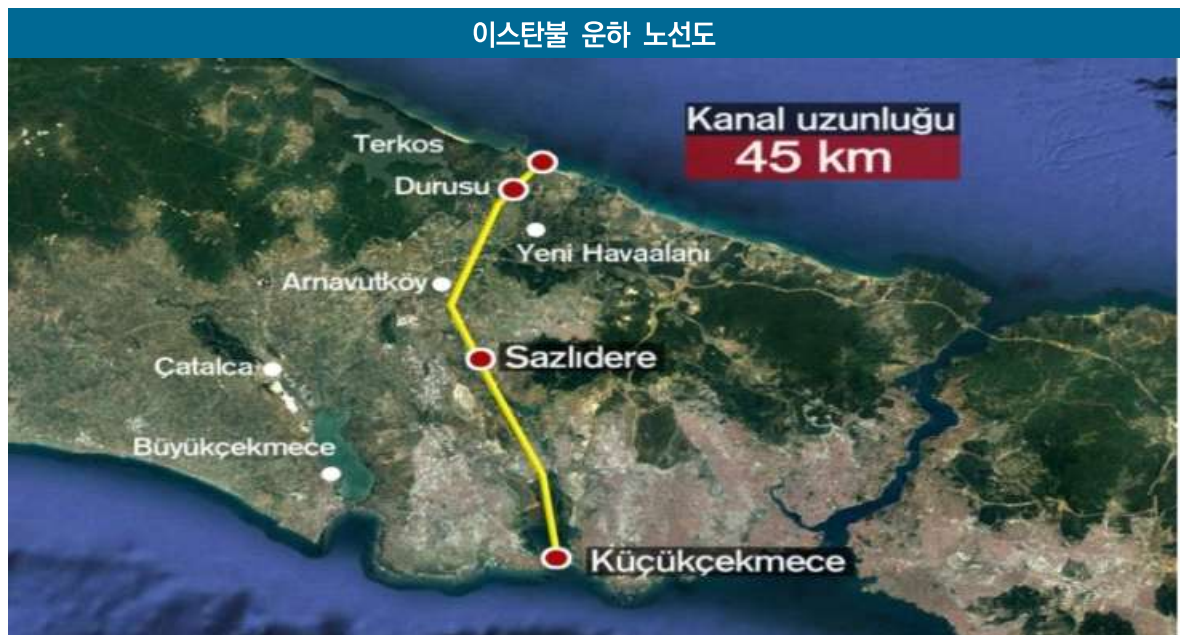 이스탄불 운하 노선도
Kanal uzunluğu
45 km
Terkos
Durusu
Yeni Havaalanı
Arnavutköy
Sazlıdere
Çatalca
Büyükçekmece
Küçükçekmece